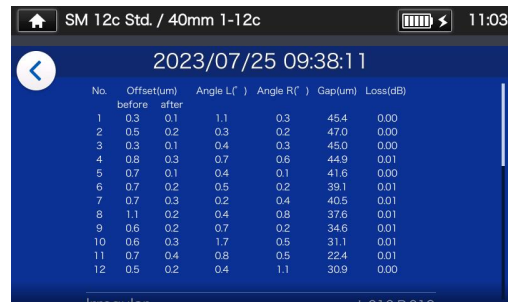 SM 12c Std. / 40mm 1-12c 11:03
2023/07/25 09:38:11
No. Offset(um) Angle L(°) Angle R(°) Gap(um) Loss(dB)
before after
1 0.3 0.1 1.1 0.3 45.4 0.00
2 0.5 0.2 0.3 0.2 47.0 0.00
3 0.3 0.1 0.4 0.3 45.0 0.00
4 0.8 0.3 0.7 0.6 44.9 0.01
5 0.7 0.1 0.4 0.1 41.6 0.00
6 0.7 0.2 0.5 0.2 39.1 0.01
7 0.7 0.3 0.2 0.4 40.5 0.01
8 1.1 0.2 0.4 0.8 37.6 0.01
9 0.6 0.2 0.7 0.2 34.6 0.01
10 0.6 0.3 1.7 0.5 31.1 0.01
11 0.7 0.4 0.8 0.5 22.4 0.01
12 0.5 0.2 0.4 1.1 30.9 0.00